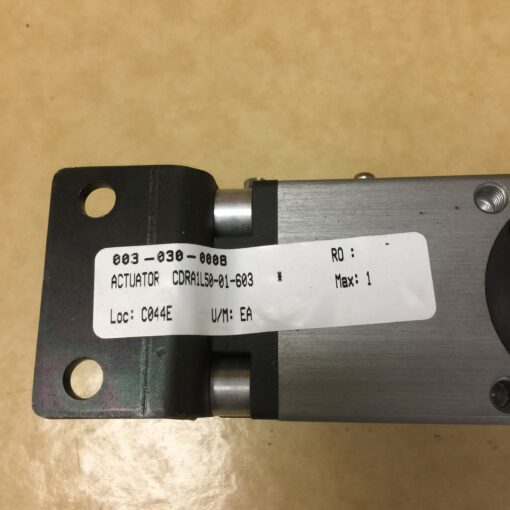 003-030-0008 RO :
ACTUATOR CDRA1L50-01-603 * Max: 1
Loc: C044E U/M: EA